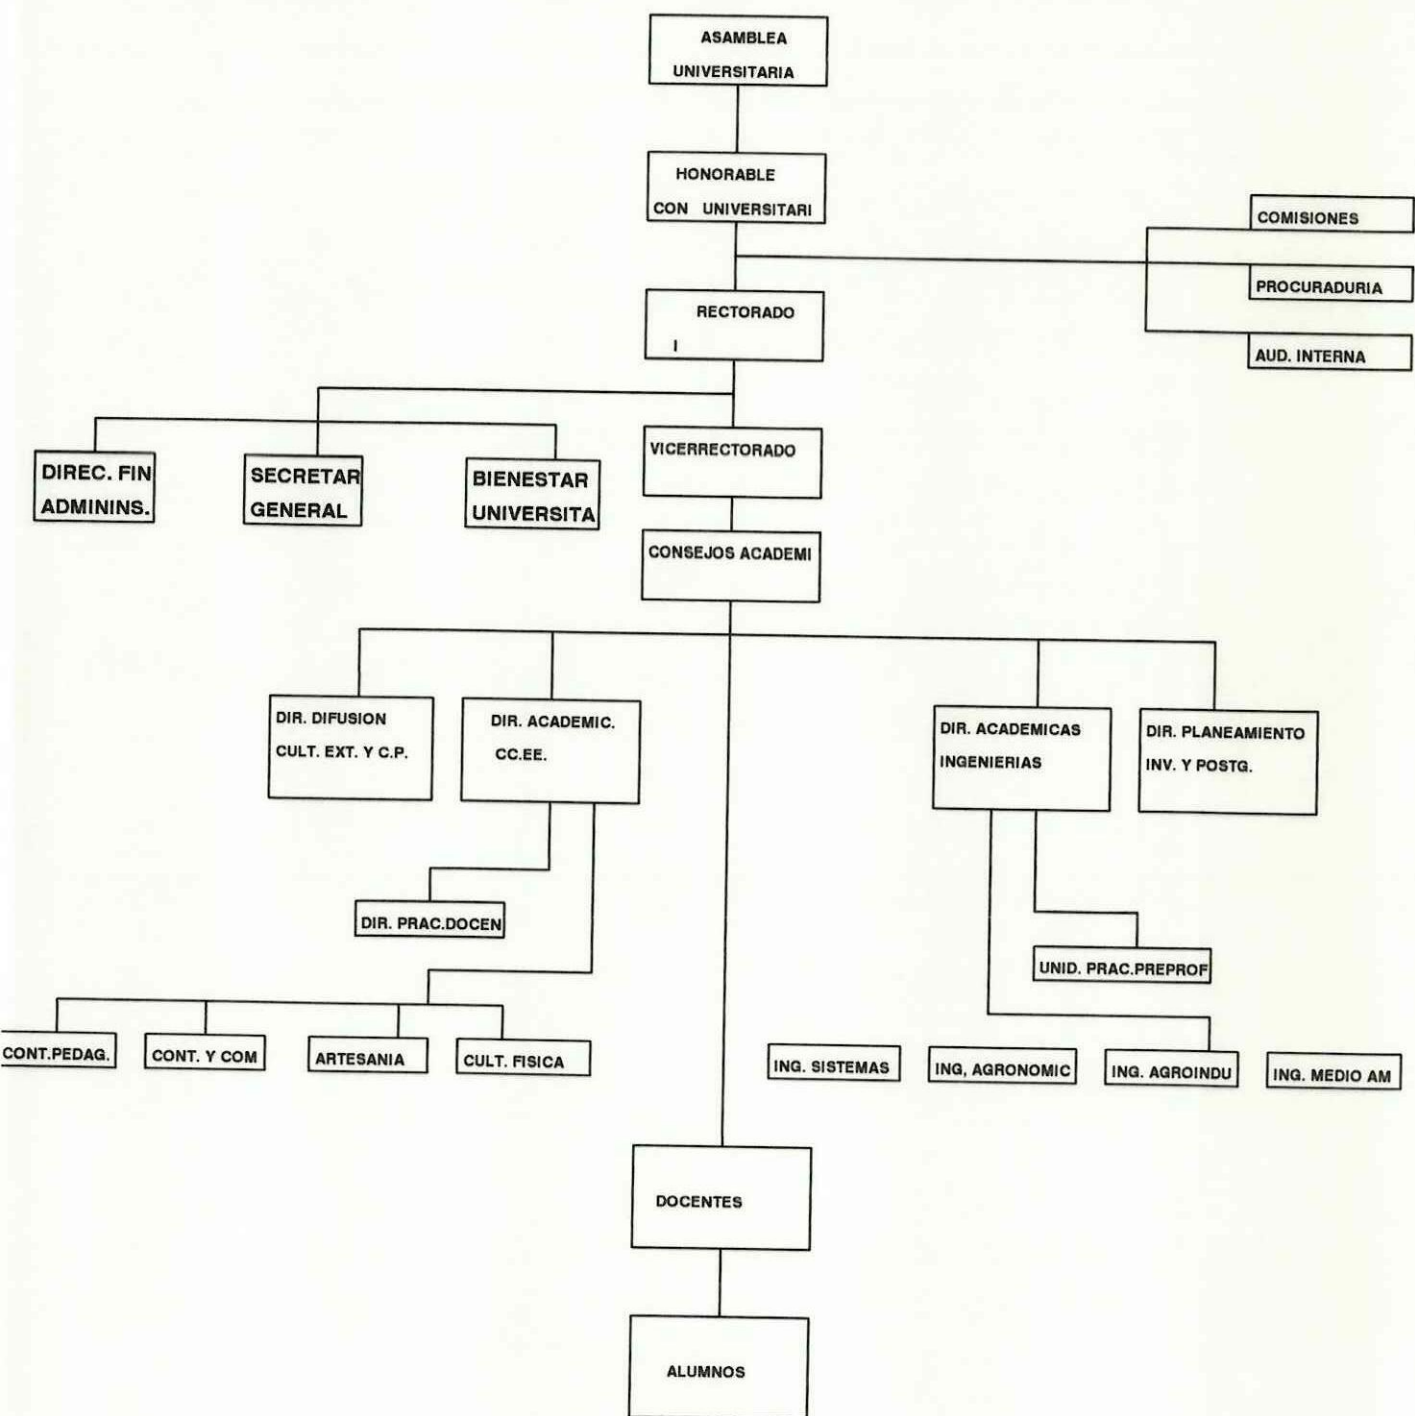 ASAMBLEA
UNIVERSITARIA
HONORABLE
CON UNIVERSITARI
COMISIONES
PROCURADURIA
AUD. INTERNA
RECTORADO
I
DIREC. FIN
ADMININS.
SECRETAR
GENERAL
BIENESTAR
UNIVERSITA
VICERRECTORADO
CONSEJOS ACADEMI
DIR. DIFUSION
CULT. EXT. Y C.P.
DIR. ACADEMIC.
CC.EE.
DIR. ACADEMICAS
INGENIERIAS
DIR. PLANEAMIENTO
INV. Y POSTG.
DIR. PRAC.DOCEN
UNID. PRAC.PREPROF
CONT.PEDAG.
CONT. Y COM
ARTESANIA
CULT. FISICA
ING. SISTEMAS
ING, AGRONOMIC
ING. AGROINDU
ING. MEDIO AM
DOCENTES
ALUMNOS